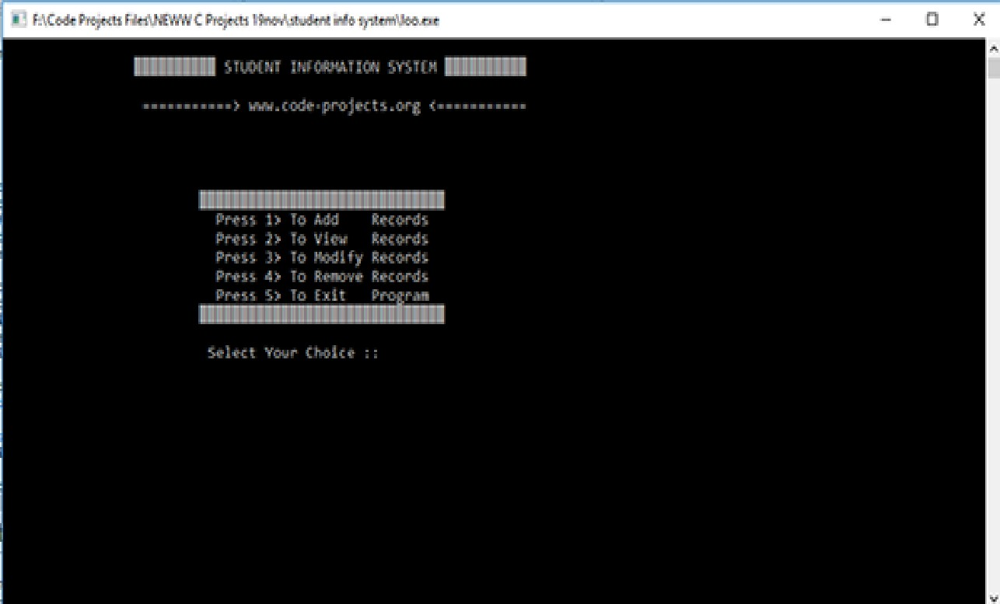 F:\Code Projects Files\NEWW C Projects 19nov\student info system\loo.exe
STUDENT INFORMATION SYSTEM
-----------> www.code-projects.org <-----------
Press 1> To Add Records
Press 2> To View Records
Press 3> To Modify Records
Press 4> To Remove Records
Press 5> To Exit Program
Select Your Choice ::